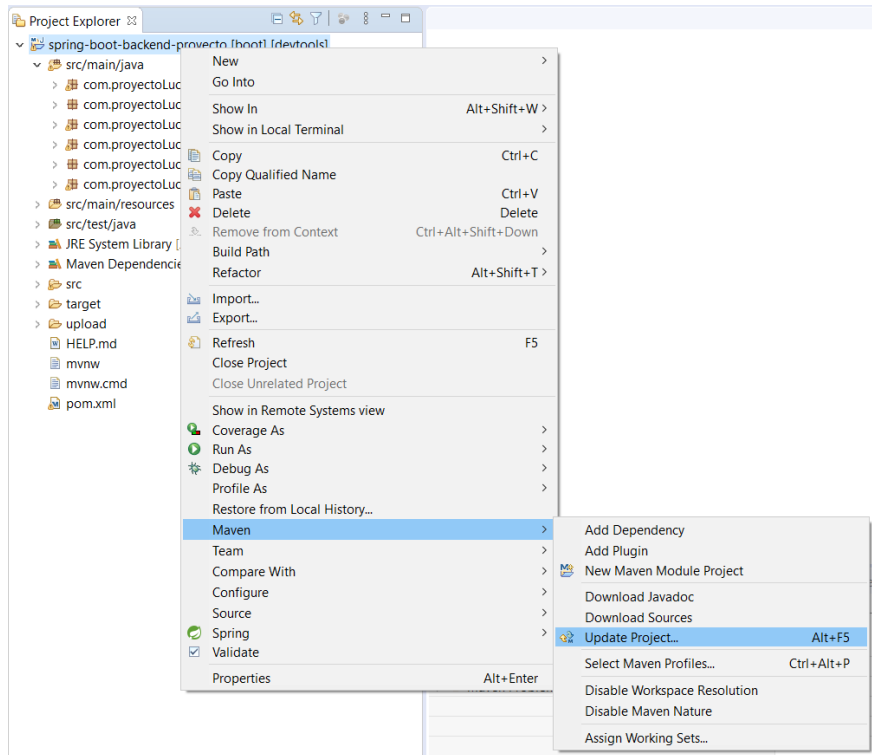 Project Explorer
spring-boot-backend-proyecto [boot] [devtools]
src/main/java
com.proyectoLuc
com.proyectoLuc
com.proyectoLuc
com.proyectoLuc
com.proyectoLuc
com.proyectoLuc
src/main/resources
src/test/java
JRE System Library [
Maven Dependencie
src
target
upload
HELP.md
mvnw
mvnw.cmd
pom.xml
New
Go Into
Show In Alt+Shift+W
Show in Local Terminal
Copy Ctrl+C
Copy Qualified Name
Paste Ctrl+V
Delete Delete
Remove from Context Ctrl+Alt+Shift+Down
Build Path
Refactor Alt+Shift+T
Import...
Export...
Refresh F5
Close Project
Close Unrelated Project
Show in Remote Systems view
Coverage As
Run As
Debug As
Profile As
Restore from Local History...
Maven
Team
Compare With
Configure
Source
Spring
Validate
Properties Alt+Enter
Add Dependency
Add Plugin
New Maven Module Project
Download Javadoc
Download Sources
Update Project... Alt+F5
Select Maven Profiles... Ctrl+Alt+P
Disable Workspace Resolution
Disable Maven Nature
Assign Working Sets...